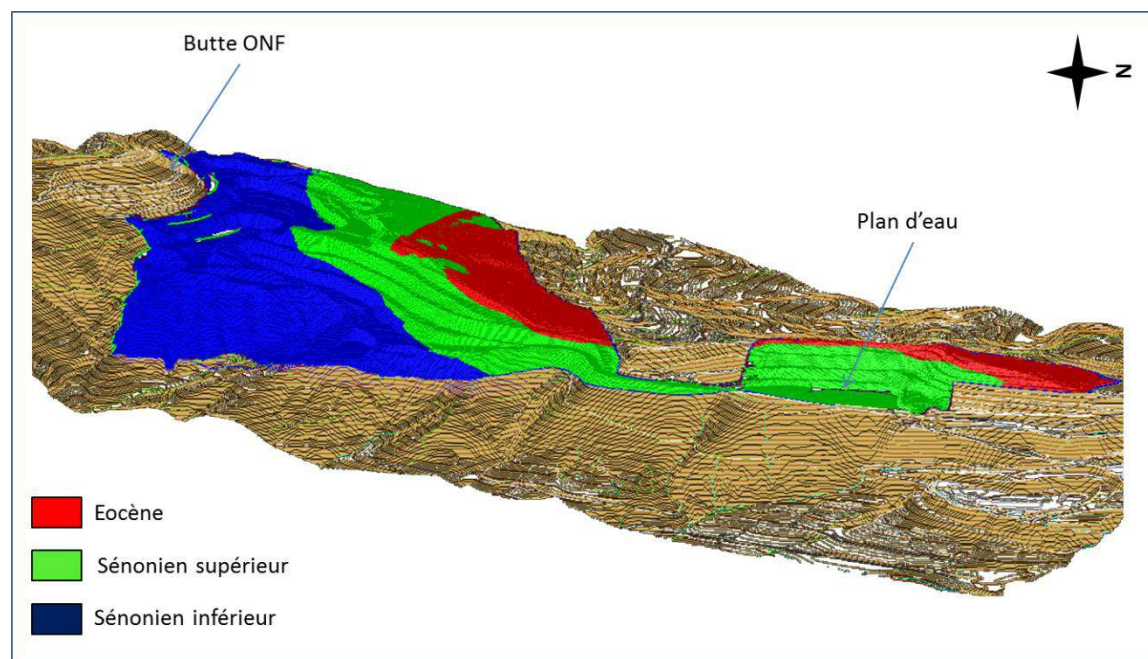 Butte ONF
N
Plan d'eau
Eocène
Sénonien supérieur
Sénonien inférieur